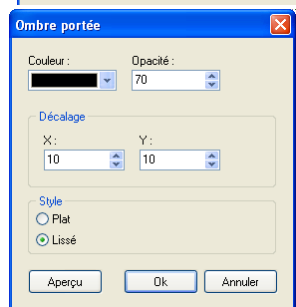 Ombre portée
Couleur : Opacité :
70
Décalage
X : Y :
10 10
Style
Plat
Lissé
Aperçu Ok Annuler